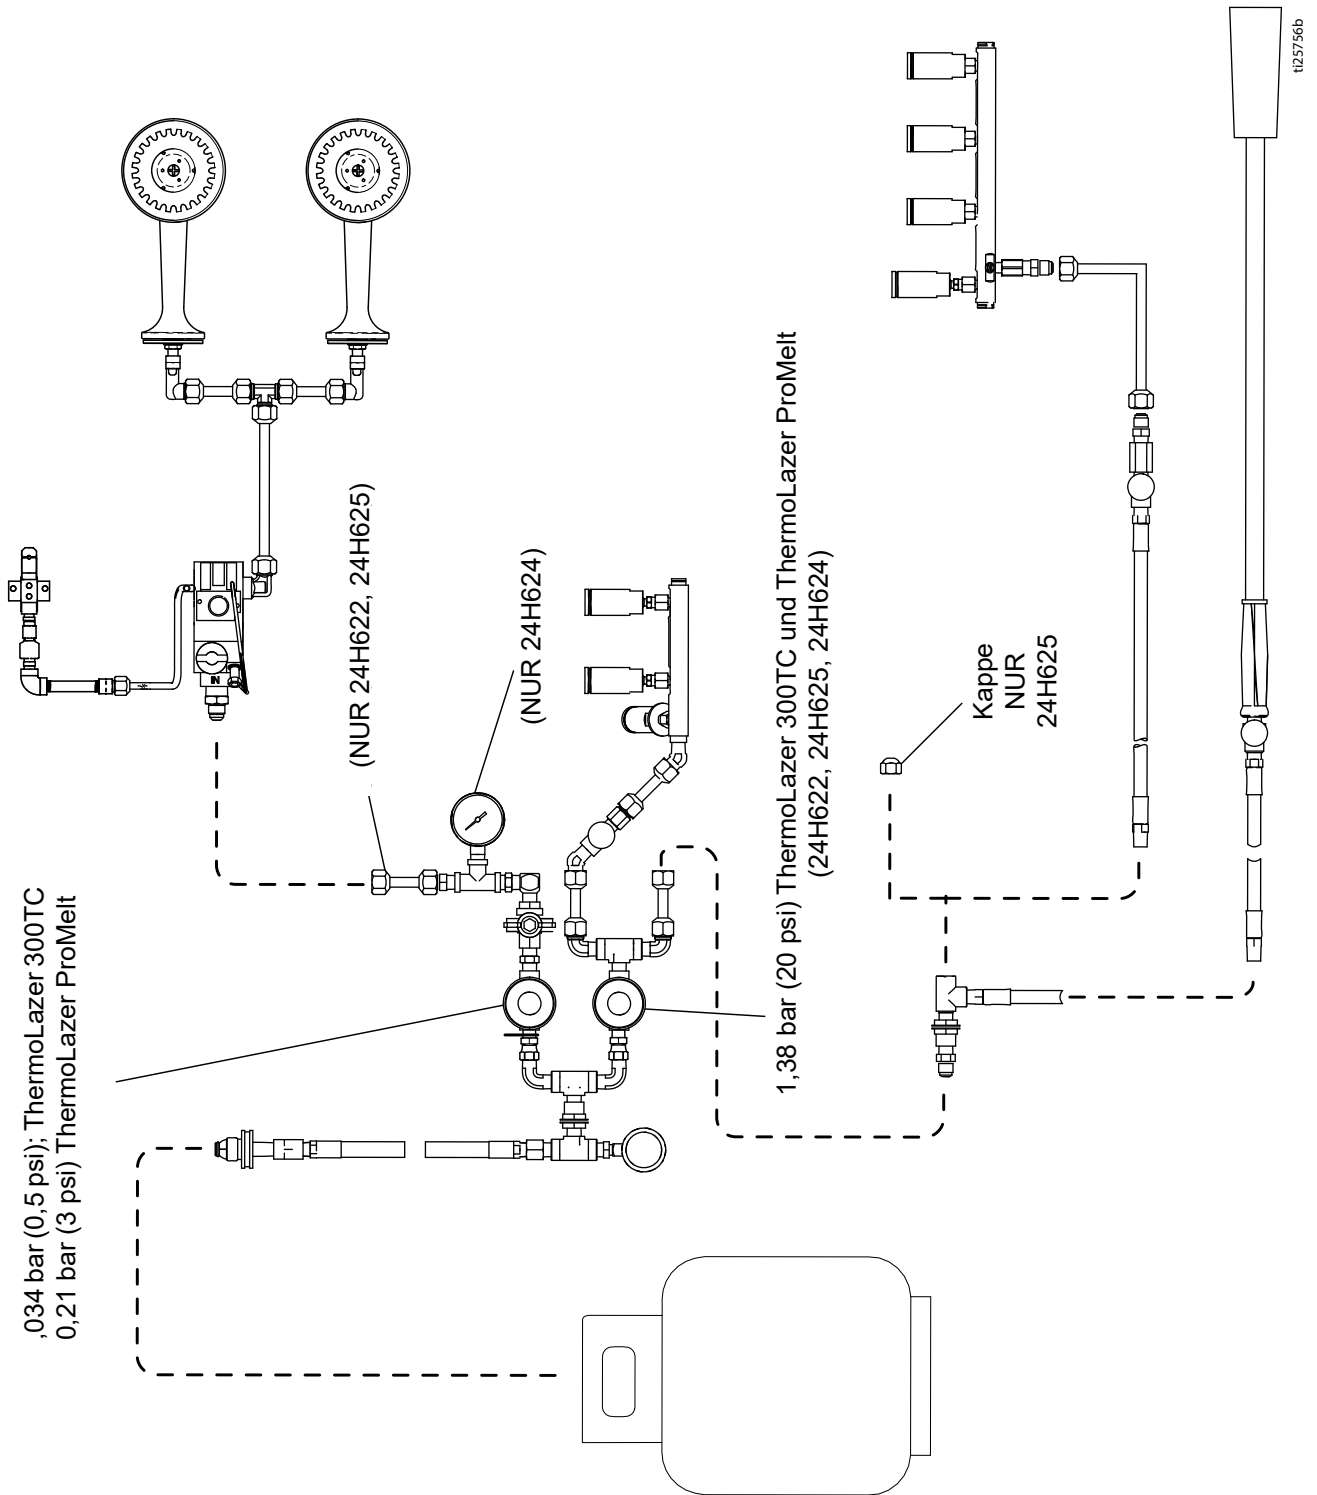 ,034 bar (0,5 psi); ThermoLazer 300TC
0,21 bar (3 psi) ThermoLazer ProMelt
(NUR 24H622, 24H625)
(NUR 24H624)
1,38 bar (20 psi) ThermoLazer 300TC und ThermoLazer ProMelt
(24H622, 24H625, 24H624)
Kappe
NUR
24H625
IN
ti25756b